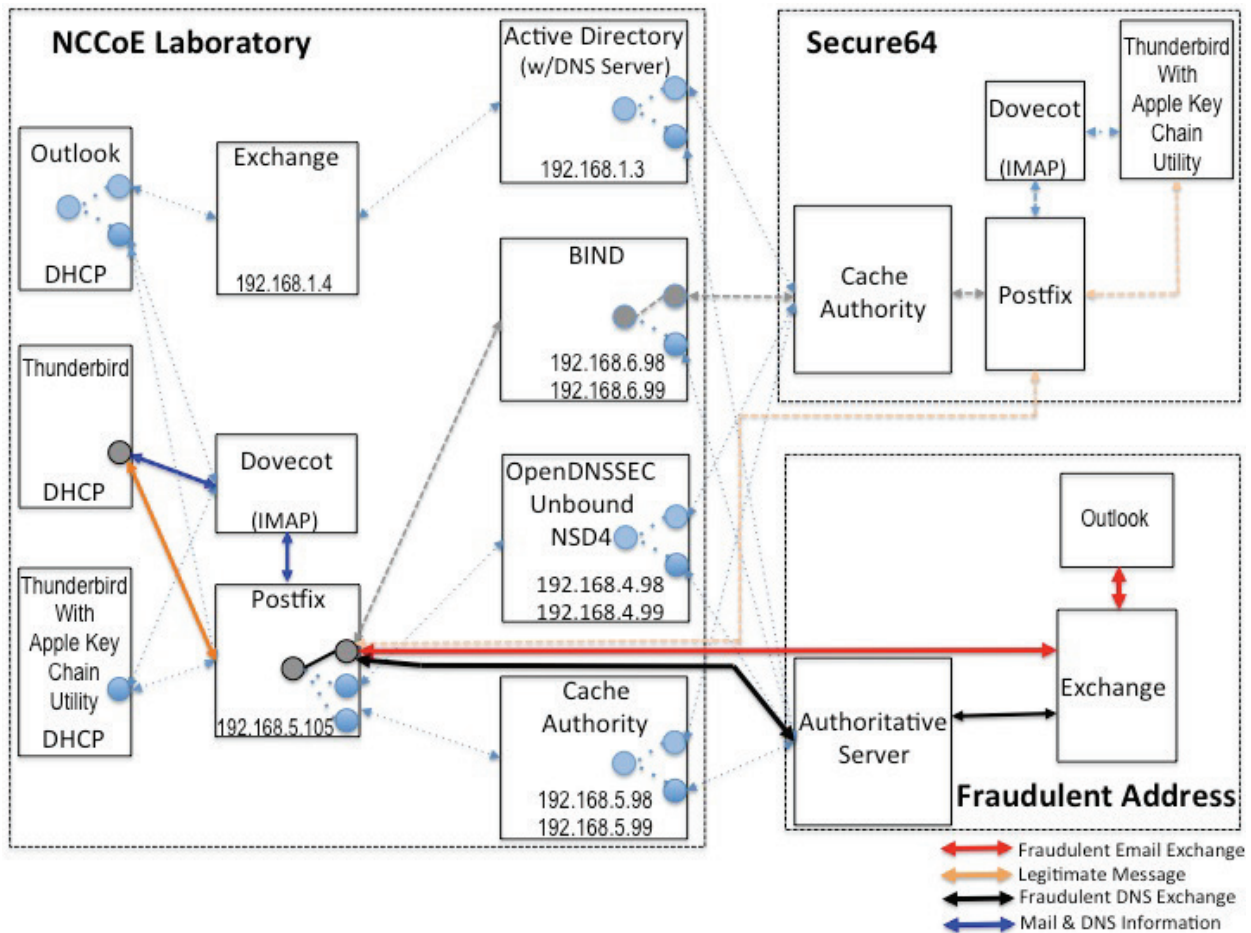 NCCoE Laboratory
Outlook
DHCP
Exchange
192.168.1.4
Active Directory
(w/DNS Server)
192.168.1.3
BIND
192.168.6.98
192.168.6.99
Thunderbird
DHCP
Dovecot
(IMAP)
OpenDNSSEC
Unbound
NSD4
192.168.4.98
192.168.4.99
Thunderbird
With
Apple Key
Chain
Utility
DHCP
Postfix
192.168.5.105
Cache
Authority
192.168.5.98
192.168.5.99
Secure64
Dovecot
(IMAP)
Thunderbird
With
Apple Key
Chain
Utility
Cache
Authority
Postfix
Outlook
Exchange
Authoritative
Server
Fraudulent Address
Fraudulent Email Exchange
Legitimate Message
Fraudulent DNS Exchange
Mail & DNS Information